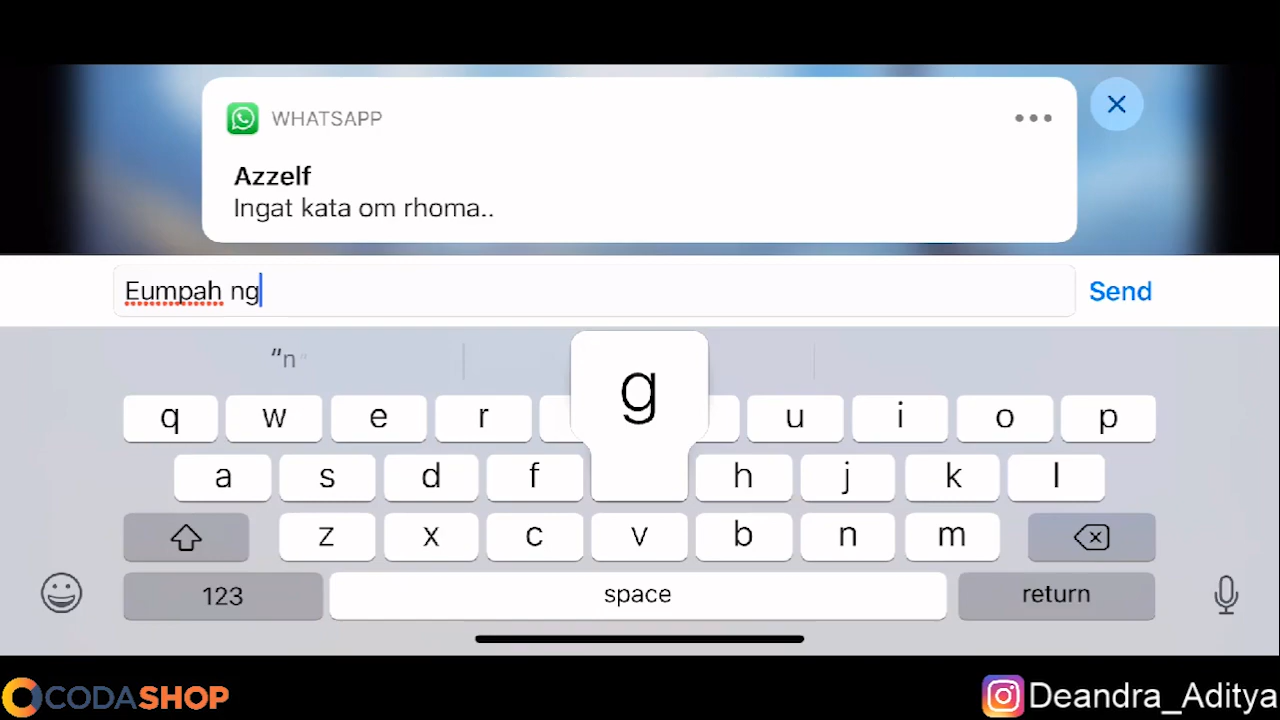 WHATSAPP
Azzelf
Ingat kata om rhoma..
Eumpah ng
Send
“n”
g
q w e r u i o p
a s d f h j k l
z x c v b n m
123 space return
CODASHOP
Deandra_Aditya